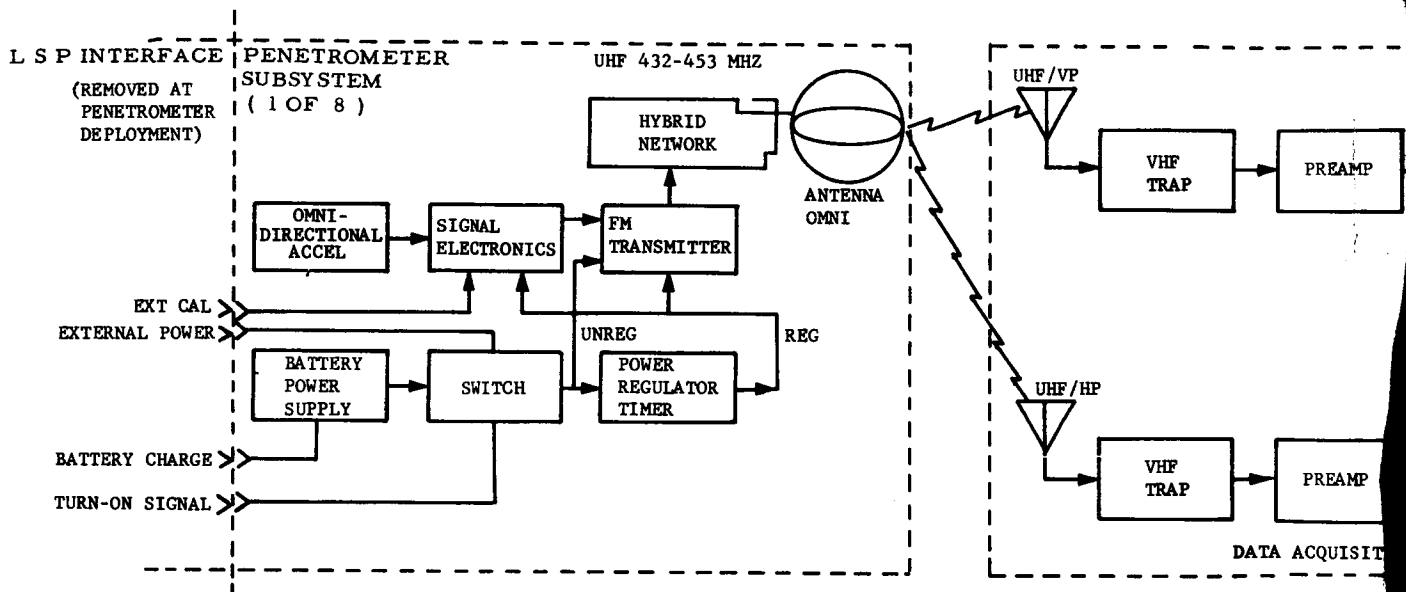 L S P INTERFACE
(REMOVED AT
PENETROMETER
DEPLOYMENT)
PENETROMETER
SUBSYSTEM
( 1 OF 8 )
UHF 432-453 MHZ
HYBRID
NETWORK
ANTENNA
OMNI
OMNI-
DIRECTIONAL
ACCEL
SIGNAL
ELECTRONICS
FM
TRANSMITTER
EXT CAL
EXTERNAL POWER
UNREG
REG
BATTERY
POWER
SUPPLY
SWITCH
POWER
REGULATOR
TIMER
BATTERY CHARGE
TURN-ON SIGNAL
UHF/VP
VHF
TRAP
PREAMP
UHF/HP
VHF
TRAP
PREAMP
DATA ACQUISIT